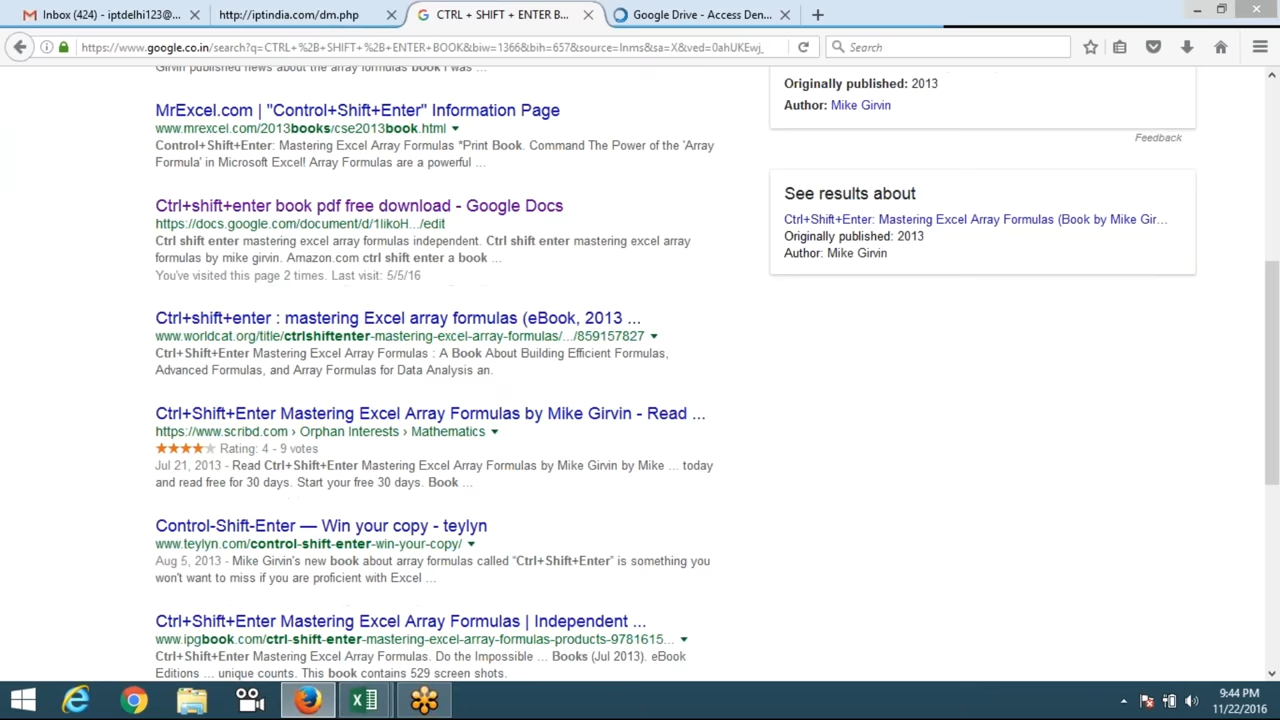 Inbox (424) - iptdelhi123@...
http://iptindia.com/dm.php
CTRL + SHIFT + ENTER B...
Google Drive - Access Den...
https://www.google.co.in/search?q=CTRL+%2B+SHIFT+%2B+ENTER+BOOK&biw=1366&bih=657&source=lnms&sa=X&ved=0ahUKEwj_
Search
Girvin published news about the array formulas book I was ...
MrExcel.com | "Control+Shift+Enter" Information Page
www.mrexcel.com/2013books/cse2013book.html
Control+Shift+Enter: Mastering Excel Array Formulas *Print Book. Command The Power of the 'Array
Formula' in Microsoft Excel! Array Formulas are a powerful ...
Ctrl+shift+enter book pdf free download - Google Docs
https://docs.google.com/document/d/1likoH.../edit
Ctrl shift enter mastering excel array formulas independent. Ctrl shift enter mastering excel array
formulas by mike girvin. Amazon.com ctrl shift enter a book ...
You've visited this page 2 times. Last visit: 5/5/16
Ctrl+shift+enter : mastering Excel array formulas (eBook, 2013 ...
www.worldcat.org/title/ctrlshiftenter-mastering-excel-array-formulas/.../859157827
Ctrl+Shift+Enter Mastering Excel Array Formulas : A Book About Building Efficient Formulas,
Advanced Formulas, and Array Formulas for Data Analysis an.
Ctrl+Shift+Enter Mastering Excel Array Formulas by Mike Girvin - Read ...
https://www.scribd.com › Orphan Interests › Mathematics
Rating: 4 - 9 votes
Jul 21, 2013 - Read Ctrl+Shift+Enter Mastering Excel Array Formulas by Mike Girvin by Mike ... today
and read free for 30 days. Start your free 30 days. Book ...
Control-Shift-Enter — Win your copy - teylyn
www.teylyn.com/control-shift-enter-win-your-copy/
Aug 5, 2013 - Mike Girvin's new book about array formulas called “Ctrl+Shift+Enter” is something you
won't want to miss if you are proficient with Excel ...
Ctrl+Shift+Enter Mastering Excel Array Formulas | Independent ...
www.ipgbook.com/ctrl-shift-enter-mastering-excel-array-formulas-products-9781615...
Ctrl+Shift+Enter Mastering Excel Array Formulas. Do the Impossible ... Books (Jul 2013). eBook
Editions ... unique counts. This book contains 529 screen shots.
Originally published: 2013
Author: Mike Girvin
Feedback
See results about
Ctrl+Shift+Enter: Mastering Excel Array Formulas (Book by Mike Gir...
Originally published: 2013
Author: Mike Girvin
9:44 PM
11/22/2016